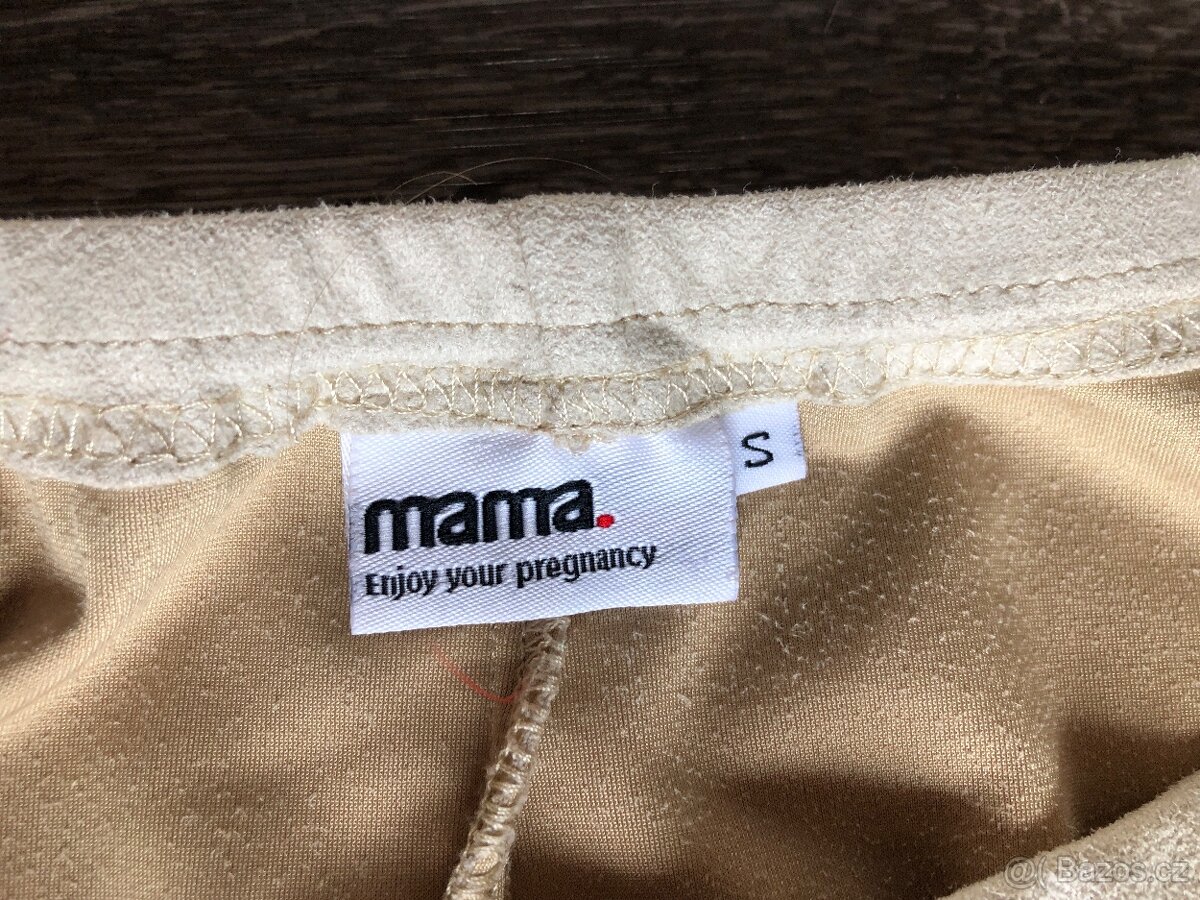 mama.
Enjoy your pregnancy
S
@( Bazos.cz